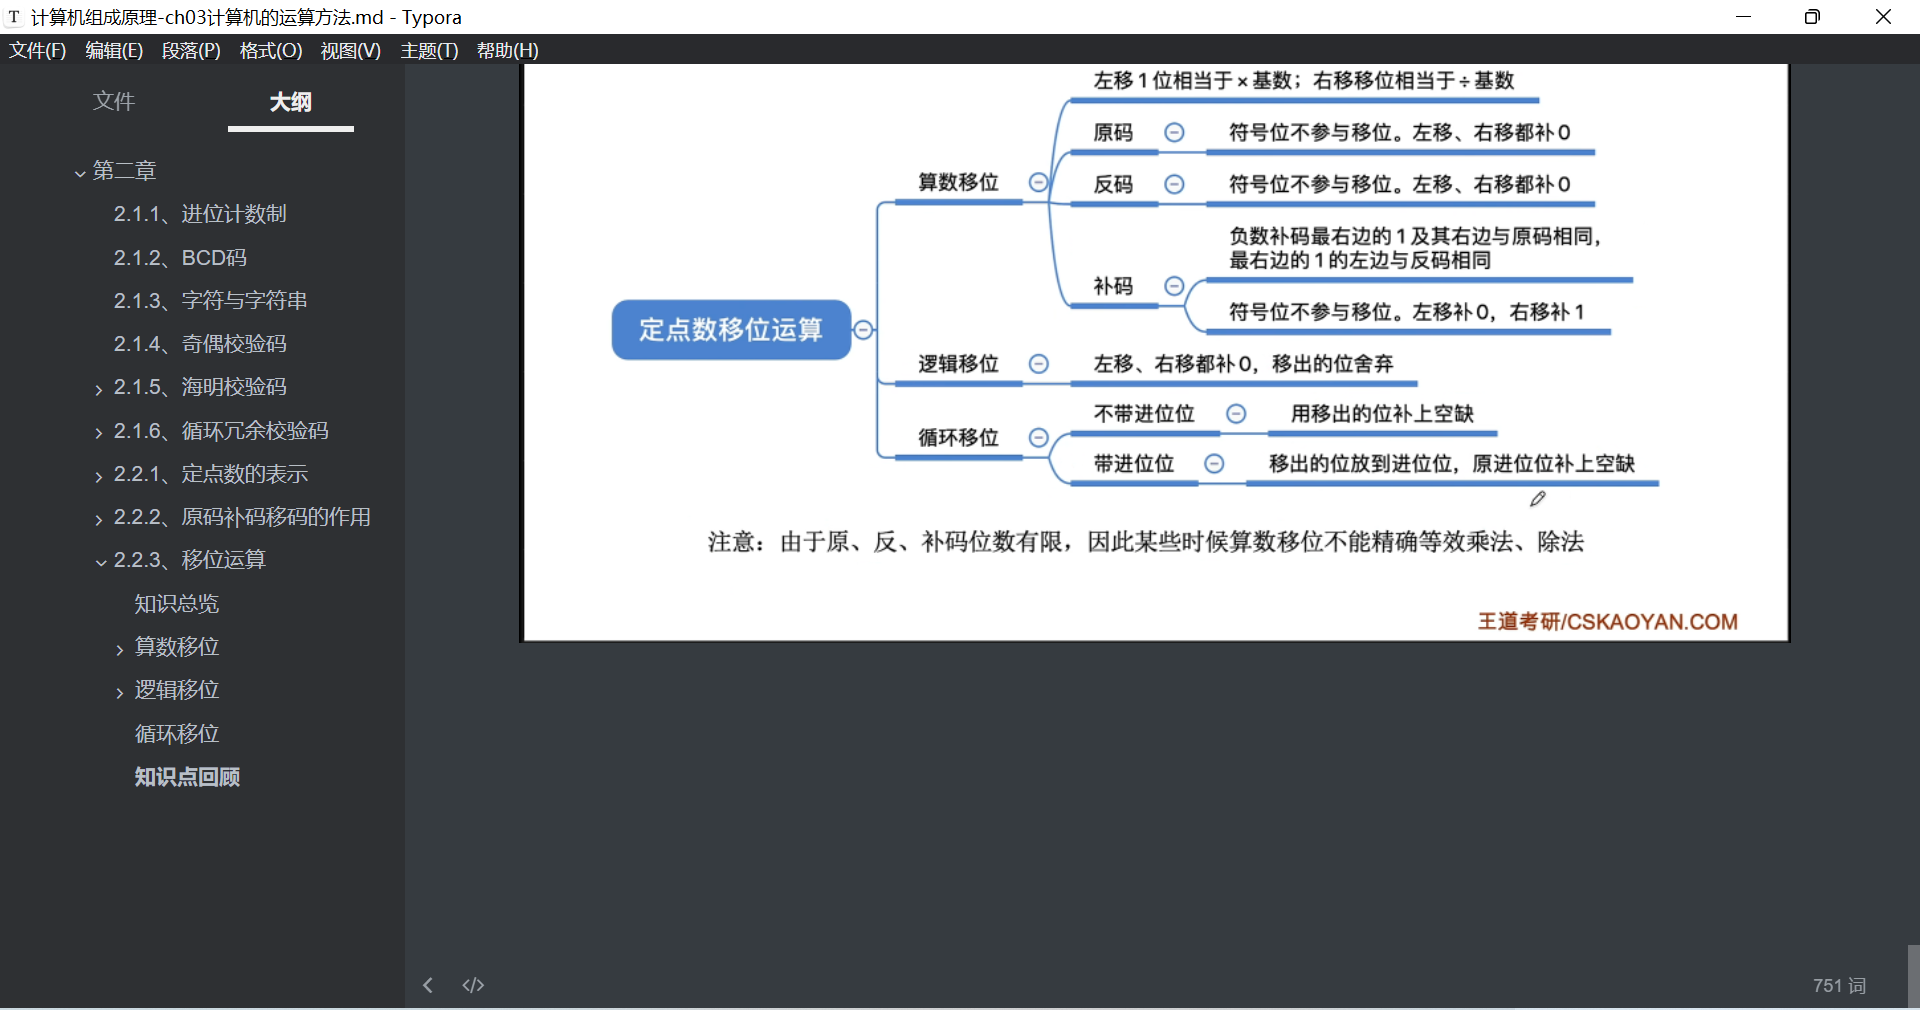 T 计算机组成原理-ch03计算机的运算方法.md - Typora
文件(F) 编辑(E) 段落(P) 格式(O) 视图(V) 主题(T) 帮助(H)
文件 大纲
第二章
2.1.1、进位计数制
2.1.2、BCD码
2.1.3、字符与字符串
2.1.4、奇偶校验码
2.1.5、海明校验码
2.1.6、循环冗余校验码
2.2.1、定点数的表示
2.2.2、原码补码移码的作用
2.2.3、移位运算
知识总览
算数移位
逻辑移位
循环移位
知识点回顾
定点数移位运算
算数移位
左移1位相当于×基数；右移移位相当于÷基数
原码 符号位不参与移位。左移、右移都补0
反码 符号位不参与移位。左移、右移都补0
补码
负数补码最右边的1及其右边与原码相同，
最右边的1的左边与反码相同
符号位不参与移位。左移补0，右移补1
逻辑移位 左移、右移都补0，移出的位舍弃
循环移位
不带进位位 用移出的位补上空缺
带进位位 移出的位放到进位位，原进位位补上空缺
注意：由于原、反、补码位数有限，因此某些时候算数移位不能精确等效乘法、除法
王道考研/CSKAOYAN.COM
</> 751 词